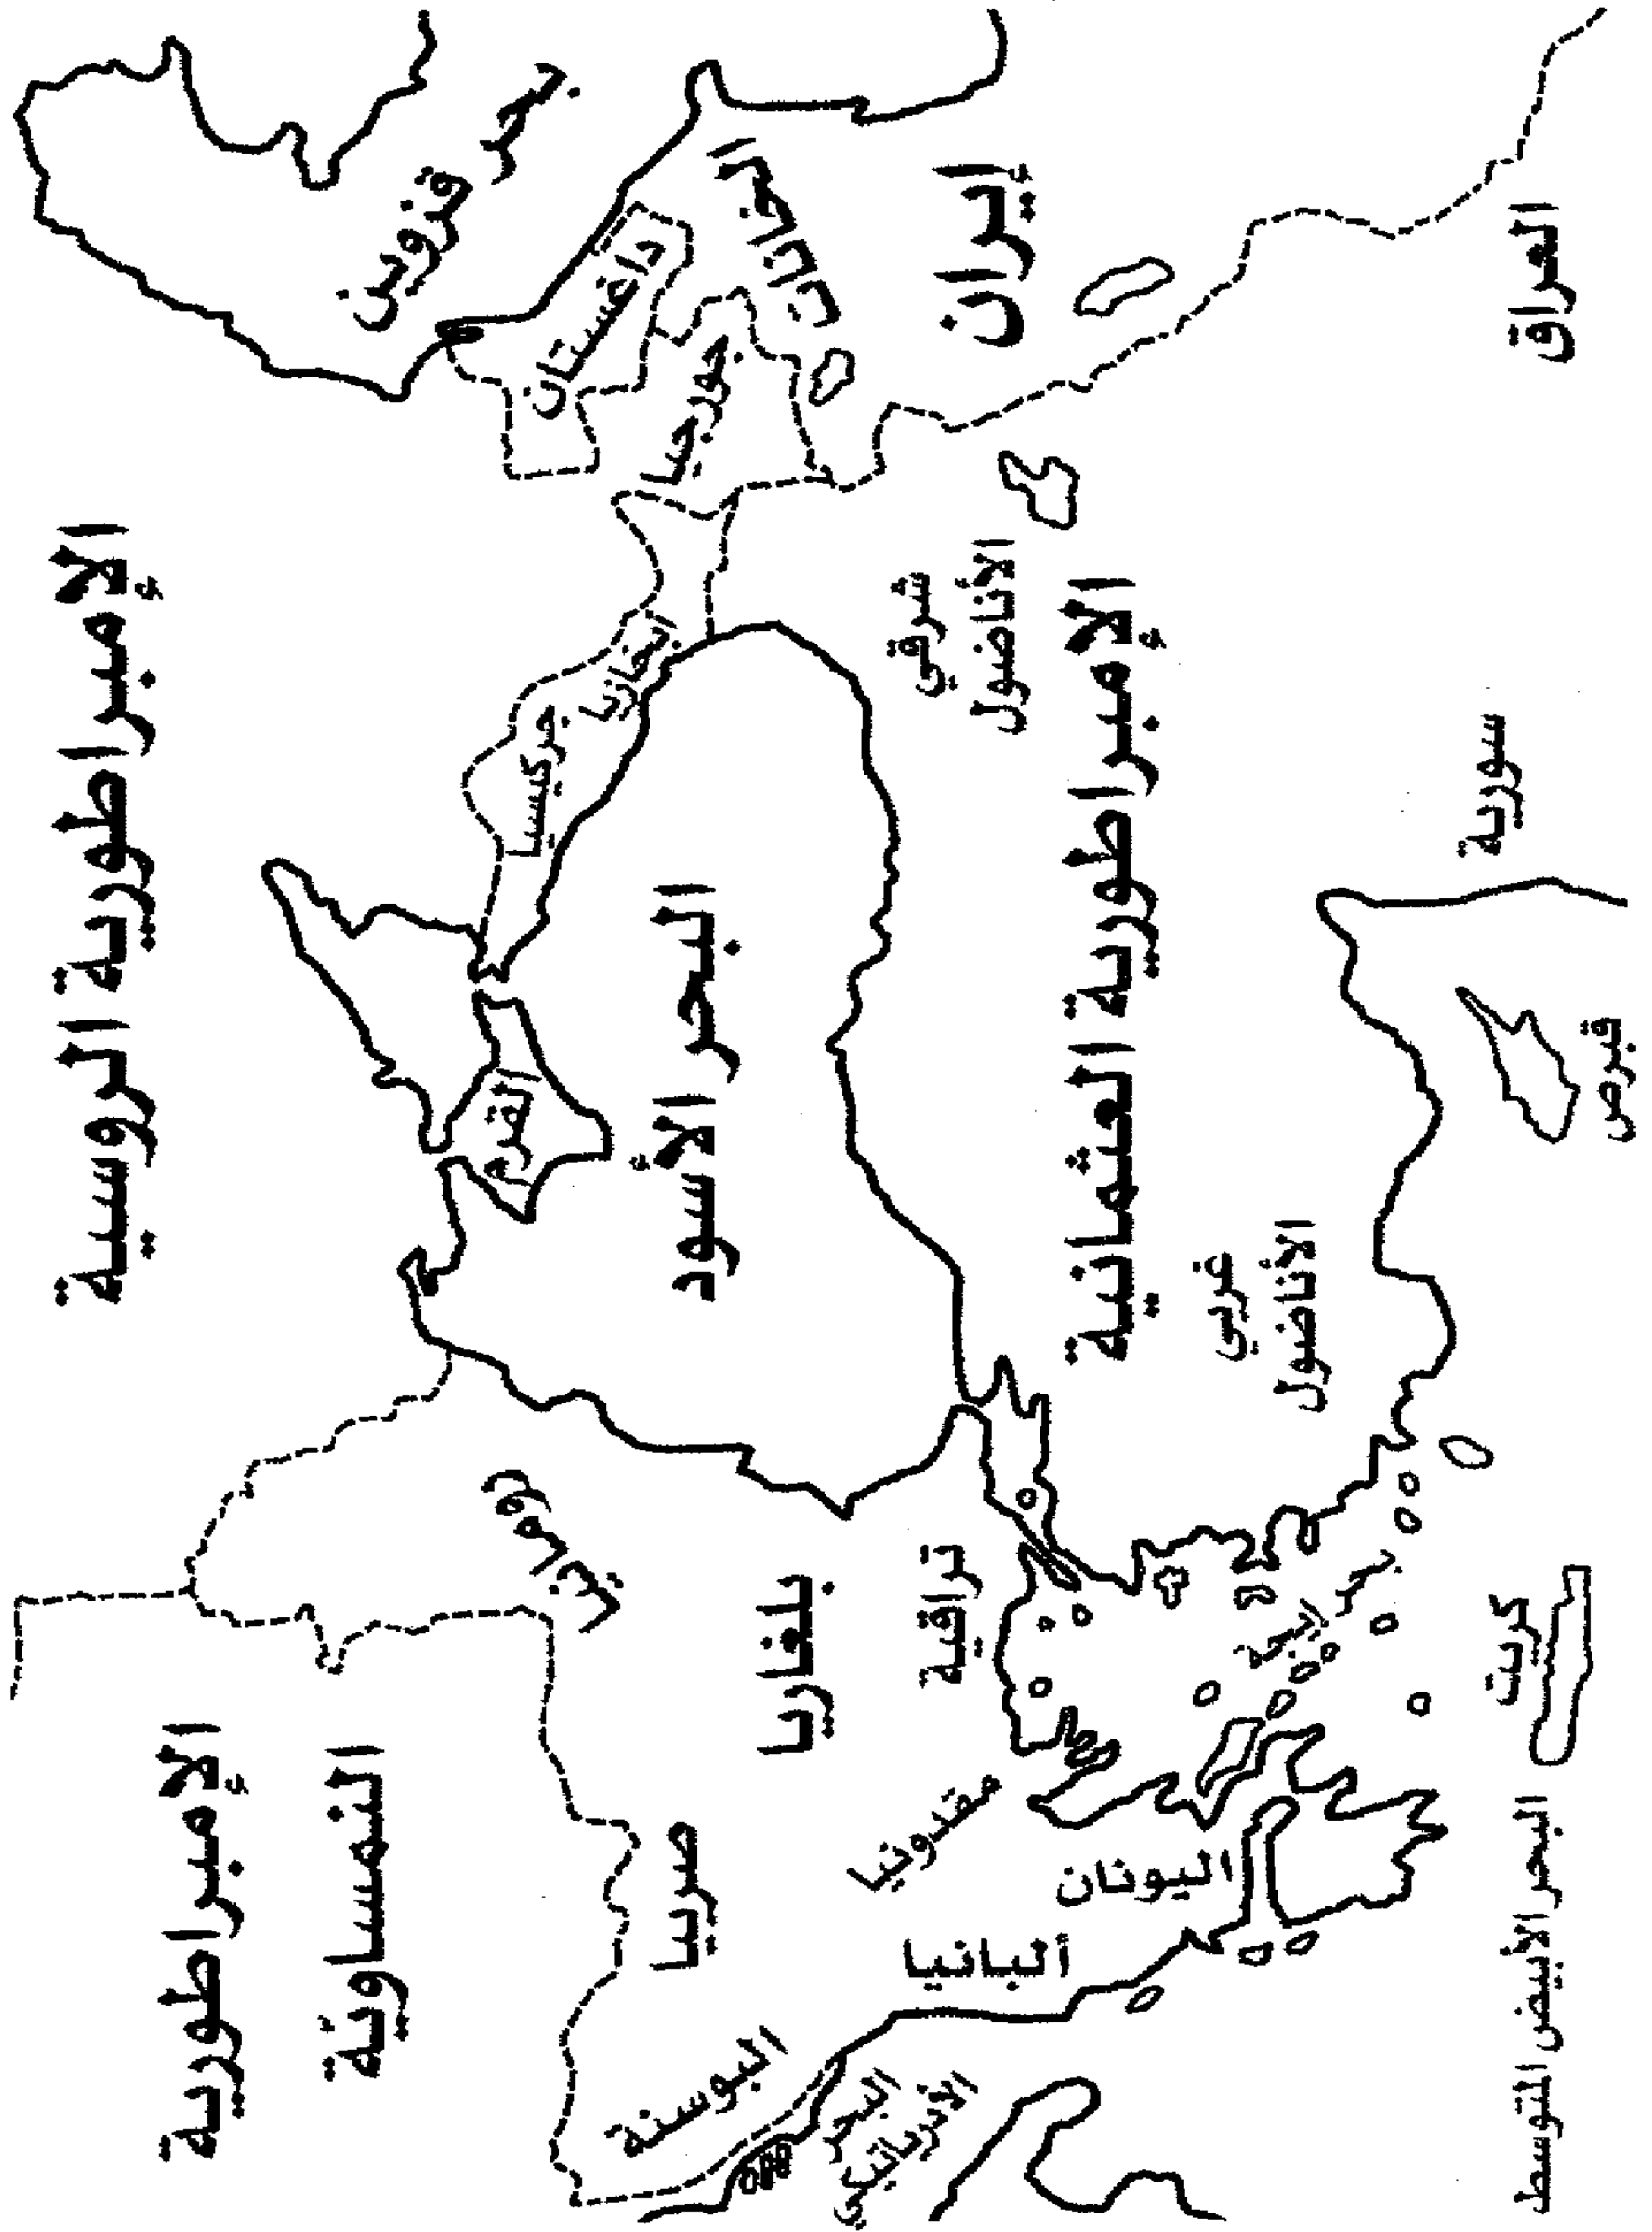 الإمبراطورية
النمساوية
الإمبراطورية الروسية
بحر قزوين
البوسنة
صربيا
رومانيا
القرم
جركيسيا
أبخازيا
جورجيا
داغستان
أذربيجان
البحر
الأدرياتيكي
ألبانيا
مقدونيا
بلغاريا
تراقية
البحر الأسود
شرقي
الأناضول
إيران
اليونان
الإمبراطورية العثمانية
بحر
إيجة
غربي
الأناضول
البحر الأبيض المتوسط
كريت
قبرص
سورية
العراق